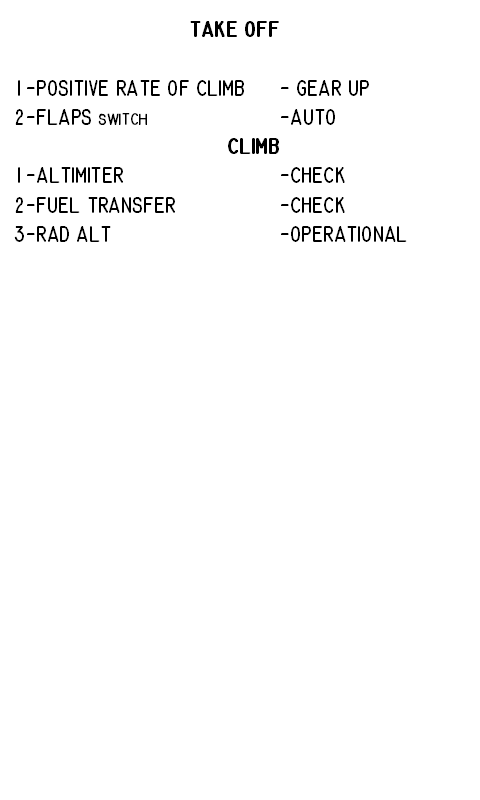 TAKE OFF
1-POSITIVE RATE OF CLIMB - GEAR UP
2-FLAPS SWITCH -AUTO
CLIMB
1-ALTIMITER -CHECK
2-FUEL TRANSFER -CHECK
3-RAD ALT -OPERATIONAL